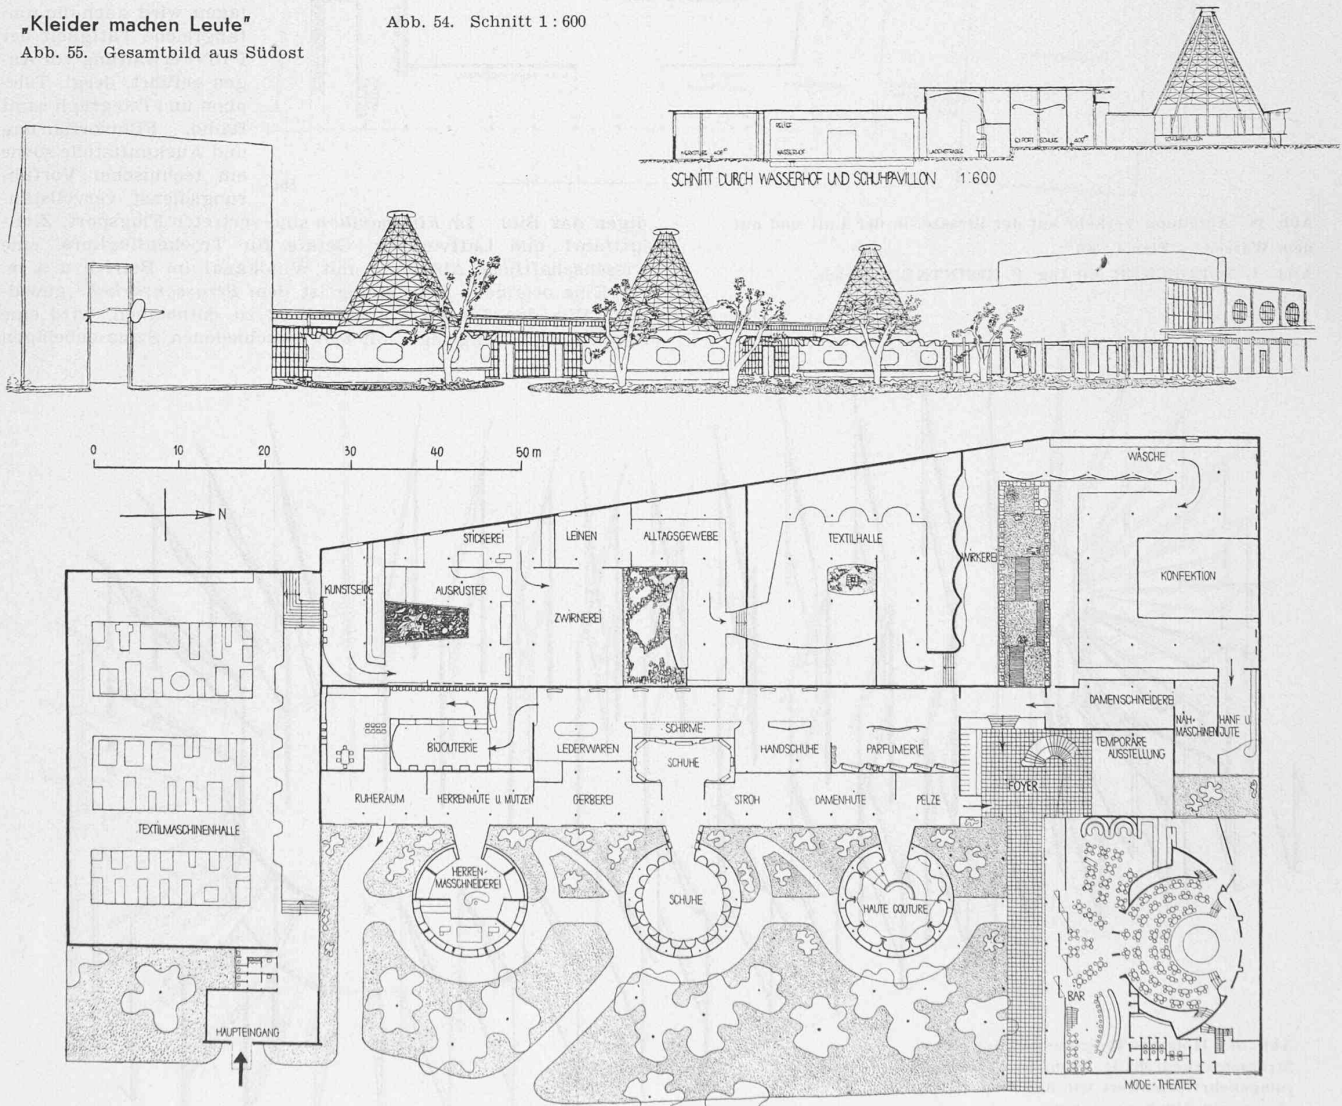 „Kleider machen Leute"
Abb. 55. Gesamtbild aus Südost
Abb. 54. Schnitt 1 : 600
RELIEF
WASSERHOF
LADENSTRASSE
SCHNITT DURCH WASSERHOF UND SCHUHPAVILLON 1:600
0 10 20 30 40 50 m
N
WÄSCHE
STICKEREI
LEINEN
ALLTAGSGEWEBE
TEXTILHALLE
WIRKEREI
KONFEKTION
KUNSTSEIDE
AUSRÜSTER
ZWIRNEREI
DAMENSCHNEIDEREI
NÄH-
MASCHINEN
HANF U.
JUTE
BIJOUTERIE
LEDERWAREN
SCHIRME-
SCHUHE
HANDSCHUHE
PARFUMERIE
TEMPORÄRE
AUSSTELLUNG
FOYER
RUHERAUM
HERRENHÜTE U. MÜTZEN
GERBEREI
STROH
DAMENHÜTE
PELZE
TEXTILMASCHINENHALLE
HERREN-
MASSCHNEIDEREI
SCHUHE
HAUTE COUTURE
BAR
HAUPTEINGANG
MODE-THEATER